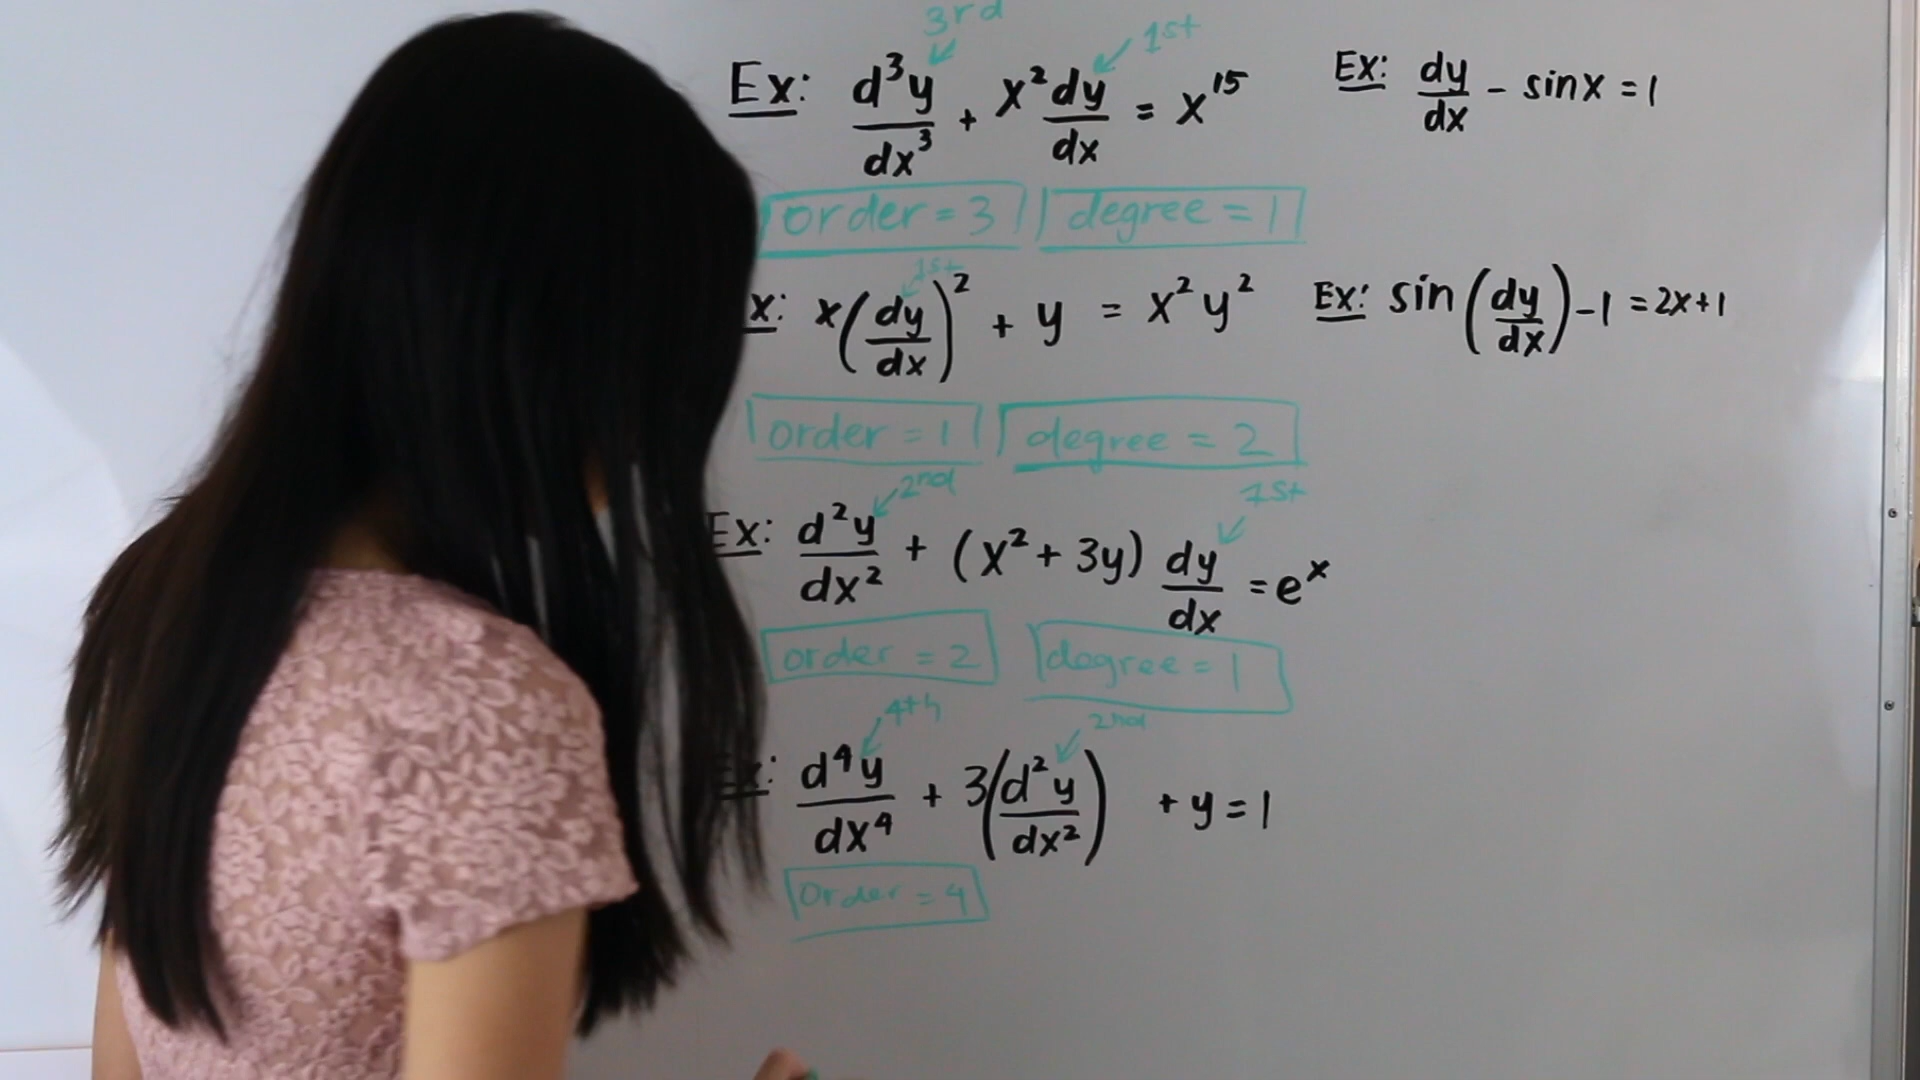 3rd 1st
Ex: d³y/dx³ + x² dy/dx = x¹⁵
order = 3 degree = 1
1st
x: x(dy/dx)² + y = x²y²
order = 1 degree = 2
2nd 1st
Ex: d²y/dx² + (x² + 3y) dy/dx = eˣ
order = 2 degree = 1
4th 2nd
Ex: d⁴y/dx⁴ + 3(d²y/dx²) + y = 1
order = 4
Ex: dy/dx - sinx = 1
Ex: sin(dy/dx) - 1 = 2x + 1